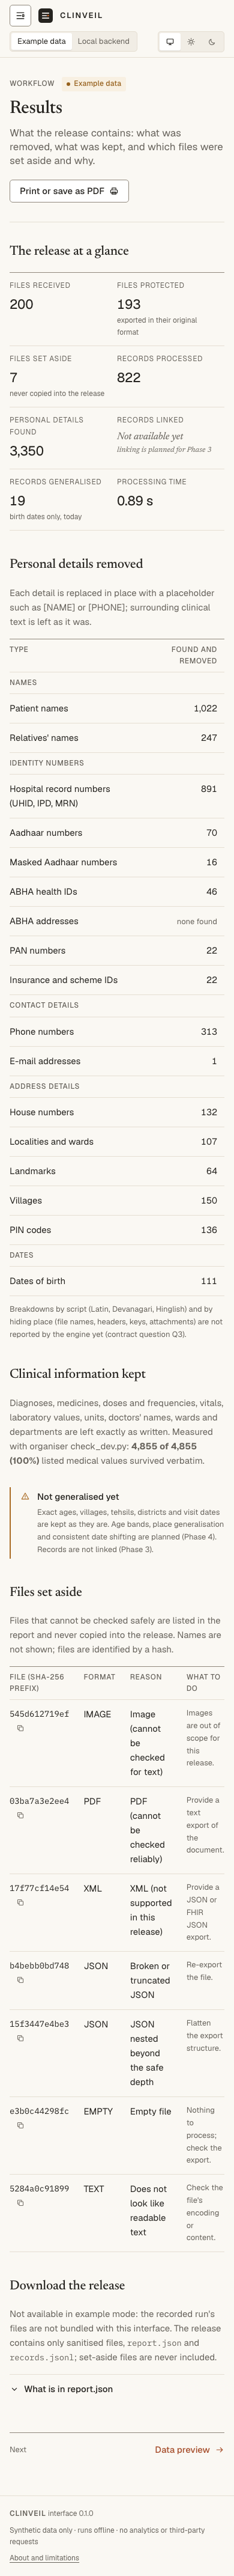 CLINVEIL
Example data
Local backend
WORKFLOW
Example data
Results
What the release contains: what was
removed, what was kept, and which files were
set aside and why.
Print or save as PDF
The release at a glance
FILES RECEIVED
200
FILES PROTECTED
193
exported in their original
format
FILES SET ASIDE
7
never copied into the release
RECORDS PROCESSED
822
PERSONAL DETAILS
FOUND
3,350
RECORDS LINKED
Not available yet
linking is planned for Phase 3
RECORDS GENERALISED
19
birth dates only, today
PROCESSING TIME
0.89 s
Personal details removed
Each detail is replaced in place with a placeholder
such as [NAME] or [PHONE]; surrounding clinical
text is left as it was.
TYPE
FOUND AND
REMOVED
NAMES
Patient names 1,022
Relatives' names 247
IDENTITY NUMBERS
Hospital record numbers 891
(UHID, IPD, MRN)
Aadhaar numbers 70
Masked Aadhaar numbers 16
ABHA health IDs 46
ABHA addresses none found
PAN numbers 22
Insurance and scheme IDs 22
CONTACT DETAILS
Phone numbers 313
E-mail addresses 1
ADDRESS DETAILS
House numbers 132
Localities and wards 107
Landmarks 64
Villages 150
PIN codes 136
DATES
Dates of birth 111
Breakdowns by script (Latin, Devanagari, Hinglish) and by
hiding place (file names, headers, keys, attachments) are not
reported by the engine yet (contract question Q3).
Clinical information kept
Diagnoses, medicines, doses and frequencies, vitals,
laboratory values, units, doctors' names, wards and
departments are left exactly as written. Measured
with organiser check_dev.py: 4,855 of 4,855
(100%) listed medical values survived verbatim.
Not generalised yet
Exact ages, villages, tehsils, districts and visit dates
are kept as they are. Age bands, place generalisation
and consistent date shifting are planned (Phase 4).
Records are not linked (Phase 3).
Files set aside
Files that cannot be checked safely are listed in the
report and never copied into the release. Names are
not shown; files are identified by a hash.
FILE (SHA-256
PREFIX)
FORMAT
REASON
WHAT TO
DO
545d612719ef
IMAGE
Image
(cannot
be
checked
for text)
Images
are out of
scope for
this
release.
03ba7a3e2ee4
PDF
PDF
(cannot
be
checked
reliably)
Provide a
text
export of
the
document.
17f77cf14e54
XML
XML (not
supported
in this
release)
Provide a
JSON or
FHIR
JSON
export.
b4bebb0bd748
JSON
Broken or
truncated
JSON
Re-export
the file.
15f3447e4be3
JSON
JSON
nested
beyond
the safe
depth
Flatten
the export
structure.
e3b0c44298fc
EMPTY
Empty file
Nothing
to
process;
check the
export.
5284a0c91899
TEXT
Does not
look like
readable
text
Check the
file's
encoding
or
content.
Download the release
Not available in example mode: the recorded run's
files are not bundled with this interface. The release
contains only sanitised files, report.json and
records.jsonl; set-aside files are never included.
What is in report.json
Next
Data preview →
CLINVEIL interface 0.1.0
Synthetic data only · runs offline · no analytics or third-party
requests
About and limitations